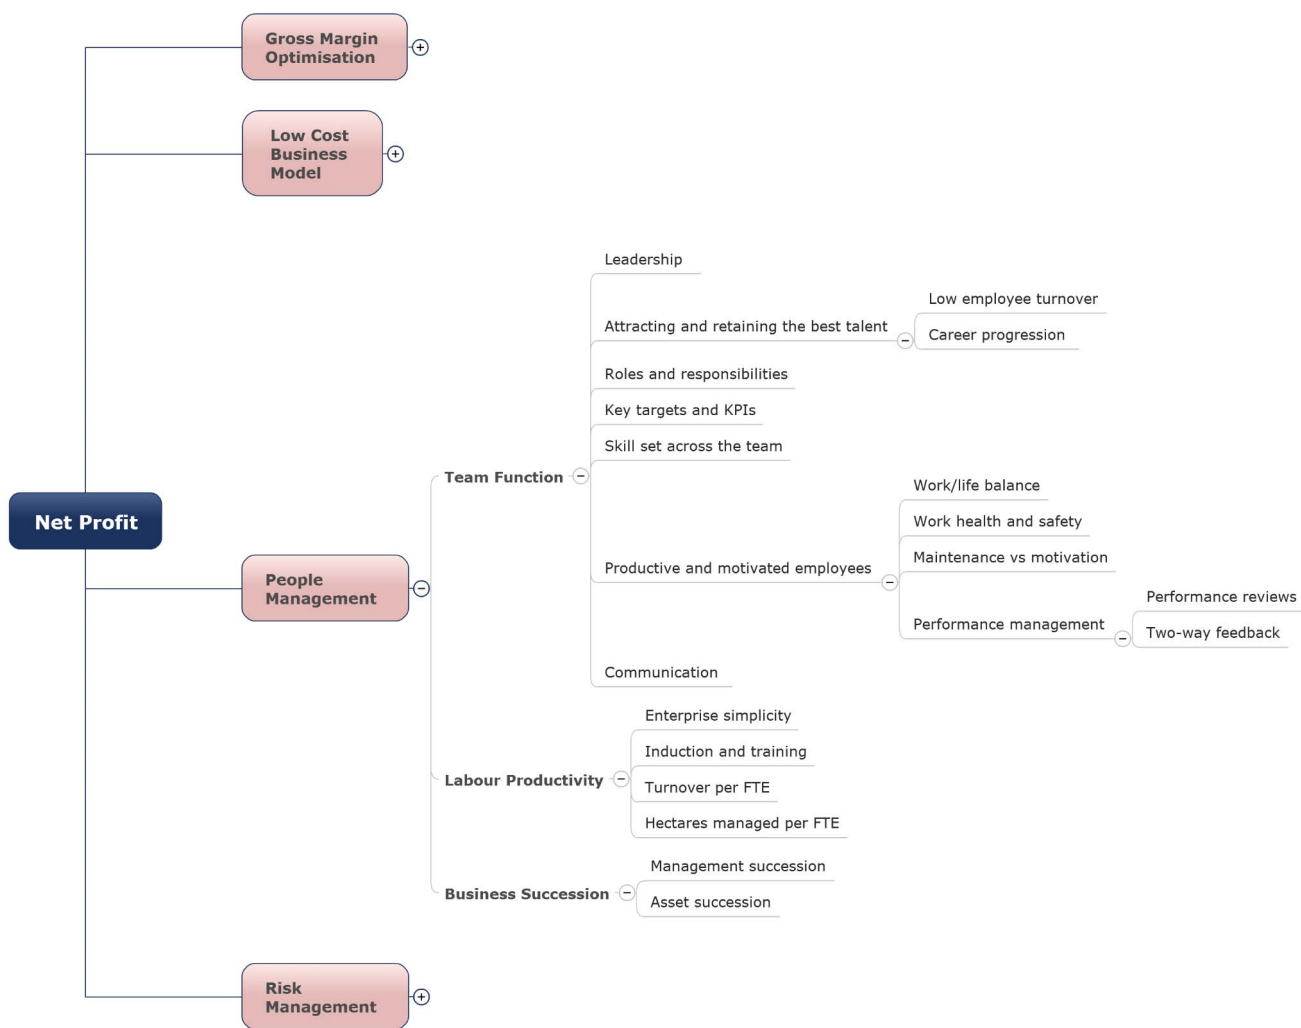 Gross Margin
Optimisation
Low Cost
Business
Model
Leadership
Low employee turnover
Attracting and retaining the best talent
Career progression
Roles and responsibilities
Key targets and KPIs
Skill set across the team
Team Function
Work/life balance
Net Profit
Work health and safety
Maintenance vs motivation
Productive and motivated employees
People
Management
Performance reviews
Performance management
Two-way feedback
Communication
Enterprise simplicity
Induction and training
Labour Productivity
Turnover per FTE
Hectares managed per FTE
Management succession
Business Succession
Asset succession
Risk
Management